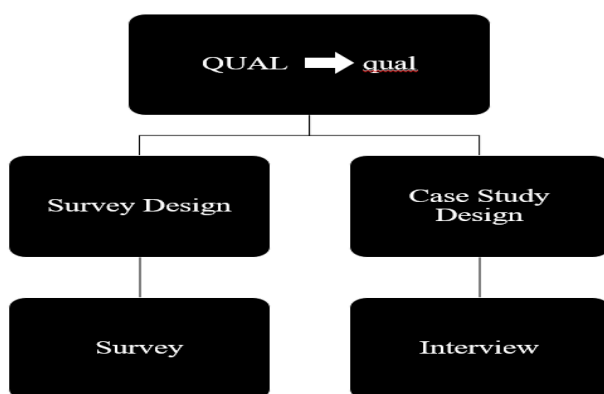 QUAL → qual
Survey Design
Case Study
Design
Survey
Interview